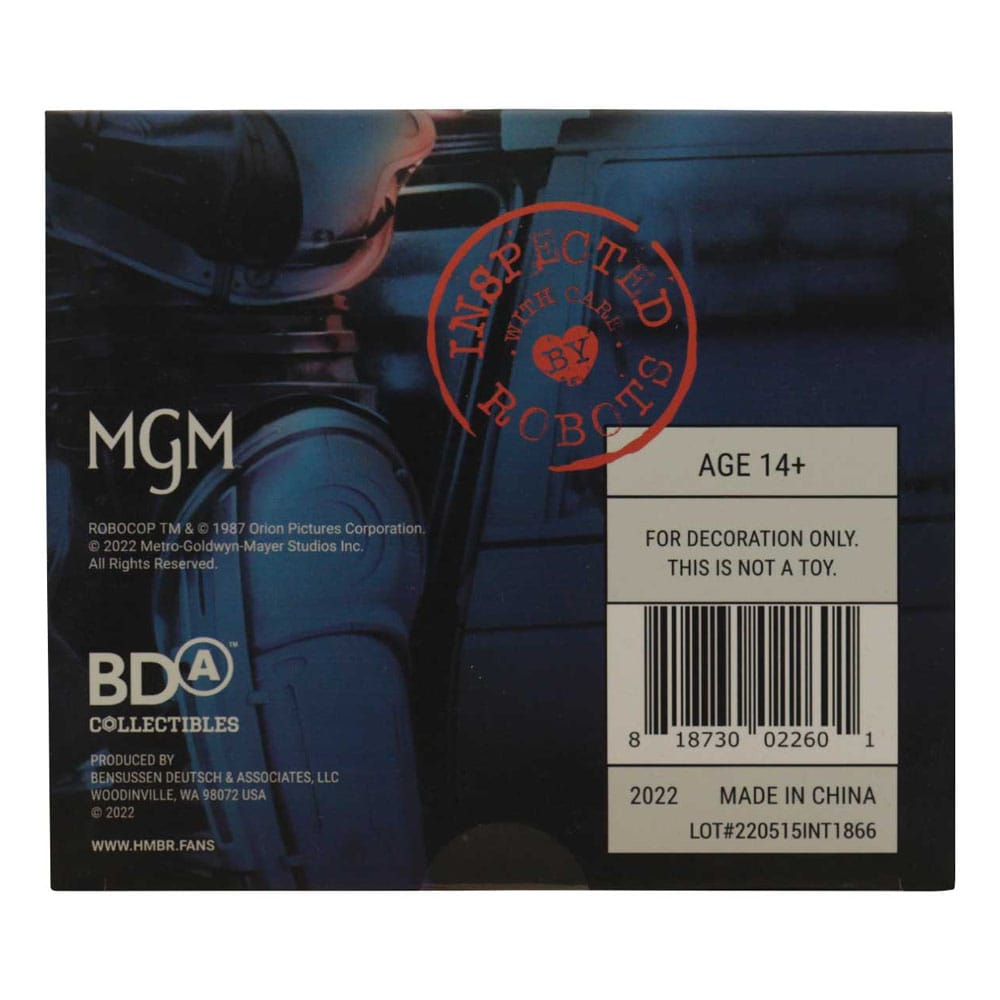 INSPECTED
· WITH CARE ·
BY
ROBOTS
MGM
ROBOCOP TM & © 1987 Orion Pictures Corporation.
© 2022 Metro-Goldwyn-Mayer Studios Inc.
All Rights Reserved.
BDA™
COLLECTIBLES
PRODUCED BY
BENSUSSEN DEUTSCH & ASSOCIATES, LLC
WOODINVILLE, WA 98072 USA
© 2022
WWW.HMBR.FANS
AGE 14+
FOR DECORATION ONLY.
THIS IS NOT A TOY.
8 18730 02260 1
2022 MADE IN CHINA
LOT#220515INT1866